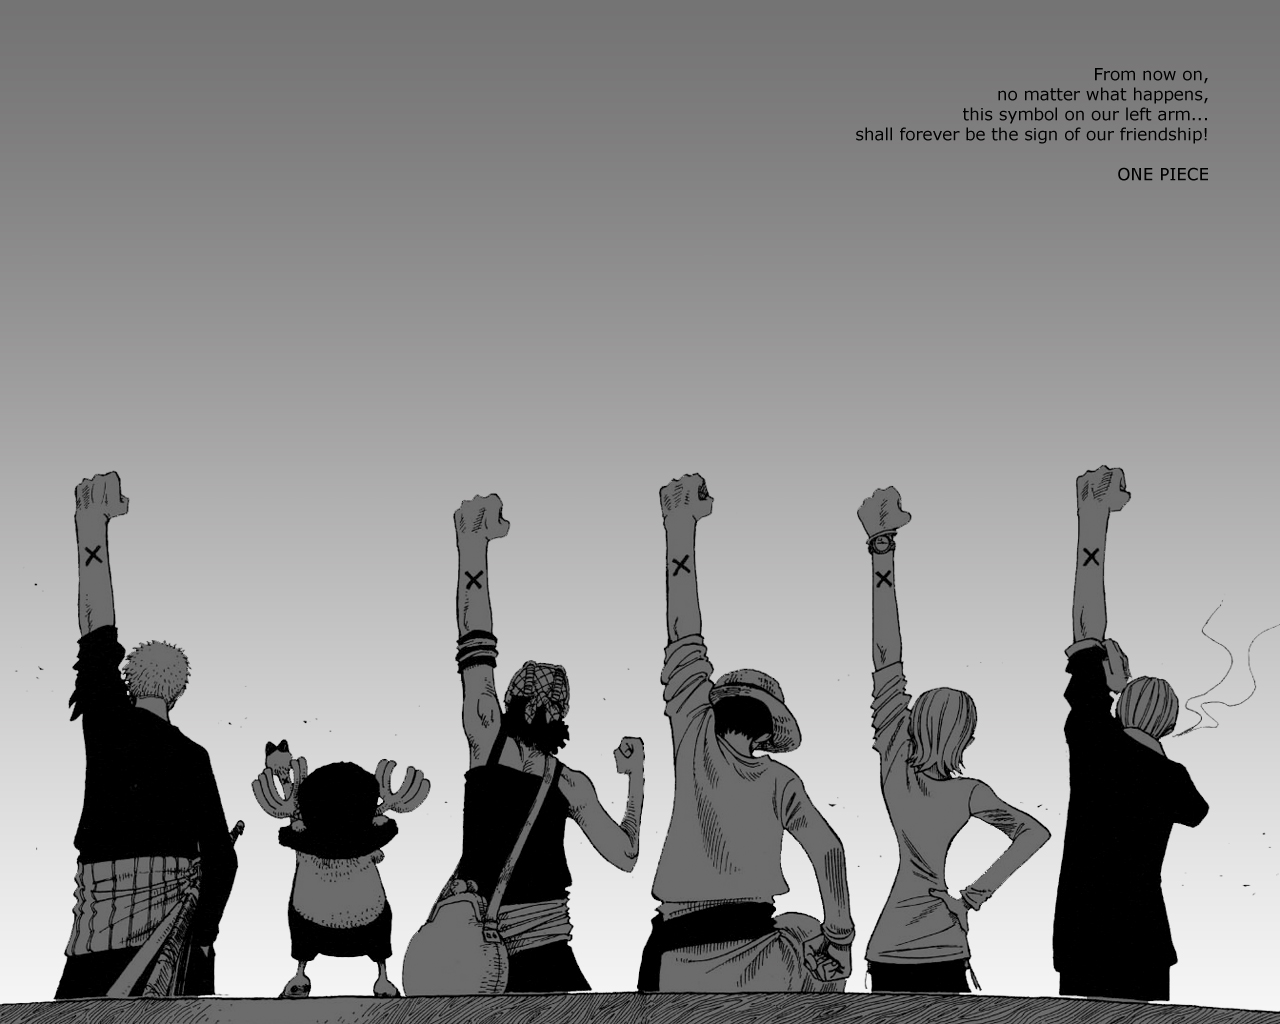 From now on,
no matter what happens,
this symbol on our left arm...
shall forever be the sign of our friendship!
ONE PIECE